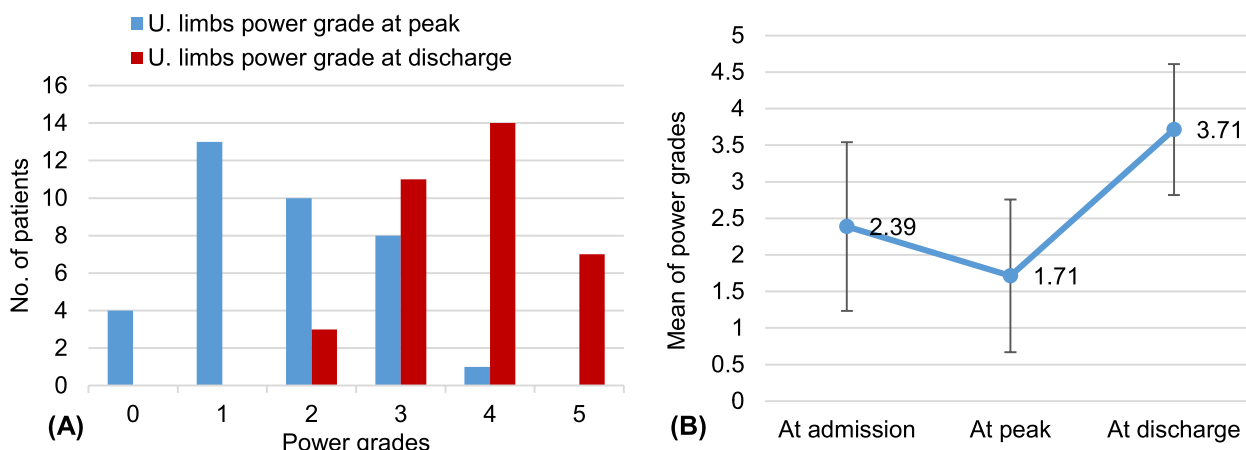 U. limbs power grade at peak
U. limbs power grade at discharge
No. of patients
16
14
12
10
8
6
4
2
0
0 1 2 3 4 5
Power grades
(A)
Mean of power grades
5
4.5
4
3.5
3
2.5
2
1.5
1
0.5
0
2.39
1.71
3.71
At admission At peak At discharge
(B)